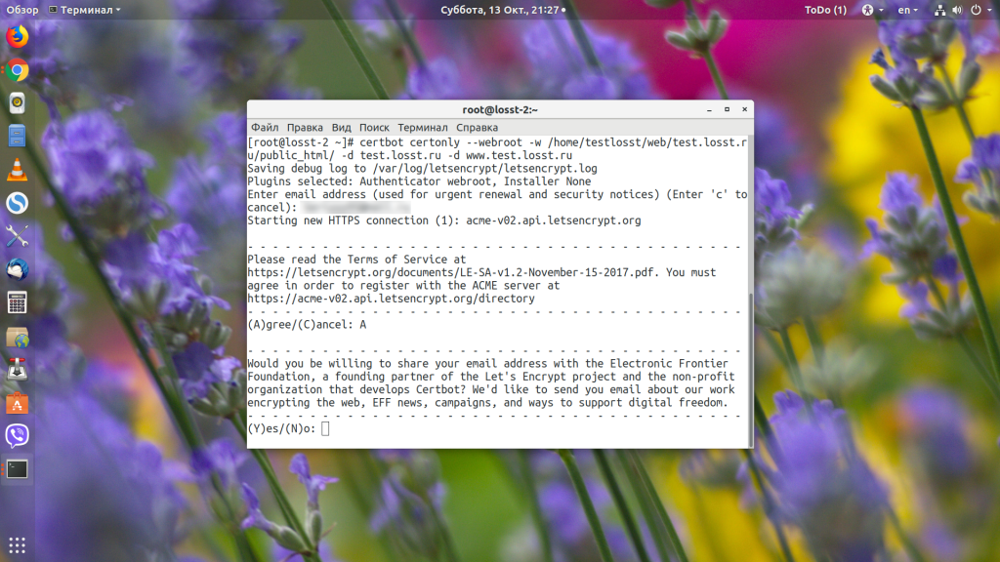 Обзор Терминал Суббота, 13 Окт., 21:27 ToDo (1) en
root@losst-2:~
Файл Правка Вид Поиск Терминал Справка
[root@losst-2 ~]# certbot certonly --webroot -w /home/testlosst/web/test.losst.r
u/public_html/ -d test.losst.ru -d www.test.losst.ru
Saving debug log to /var/log/letsencrypt/letsencrypt.log
Plugins selected: Authenticator webroot, Installer None
Enter email address (used for urgent renewal and security notices) (Enter 'c' to
cancel):
Starting new HTTPS connection (1): acme-v02.api.letsencrypt.org
- - - - - - - - - - - - - - - - - - - - - - - - - - - - - - - - - - - - - - - -
Please read the Terms of Service at
https://letsencrypt.org/documents/LE-SA-v1.2-November-15-2017.pdf. You must
agree in order to register with the ACME server at
https://acme-v02.api.letsencrypt.org/directory
- - - - - - - - - - - - - - - - - - - - - - - - - - - - - - - - - - - - - - - -
(A)gree/(C)ancel: A
- - - - - - - - - - - - - - - - - - - - - - - - - - - - - - - - - - - - - - - -
Would you be willing to share your email address with the Electronic Frontier
Foundation, a founding partner of the Let's Encrypt project and the non-profit
organization that develops Certbot? We'd like to send you email about our work
encrypting the web, EFF news, campaigns, and ways to support digital freedom.
- - - - - - - - - - - - - - - - - - - - - - - - - - - - - - - - - - - - - - - -
(Y)es/(N)o: